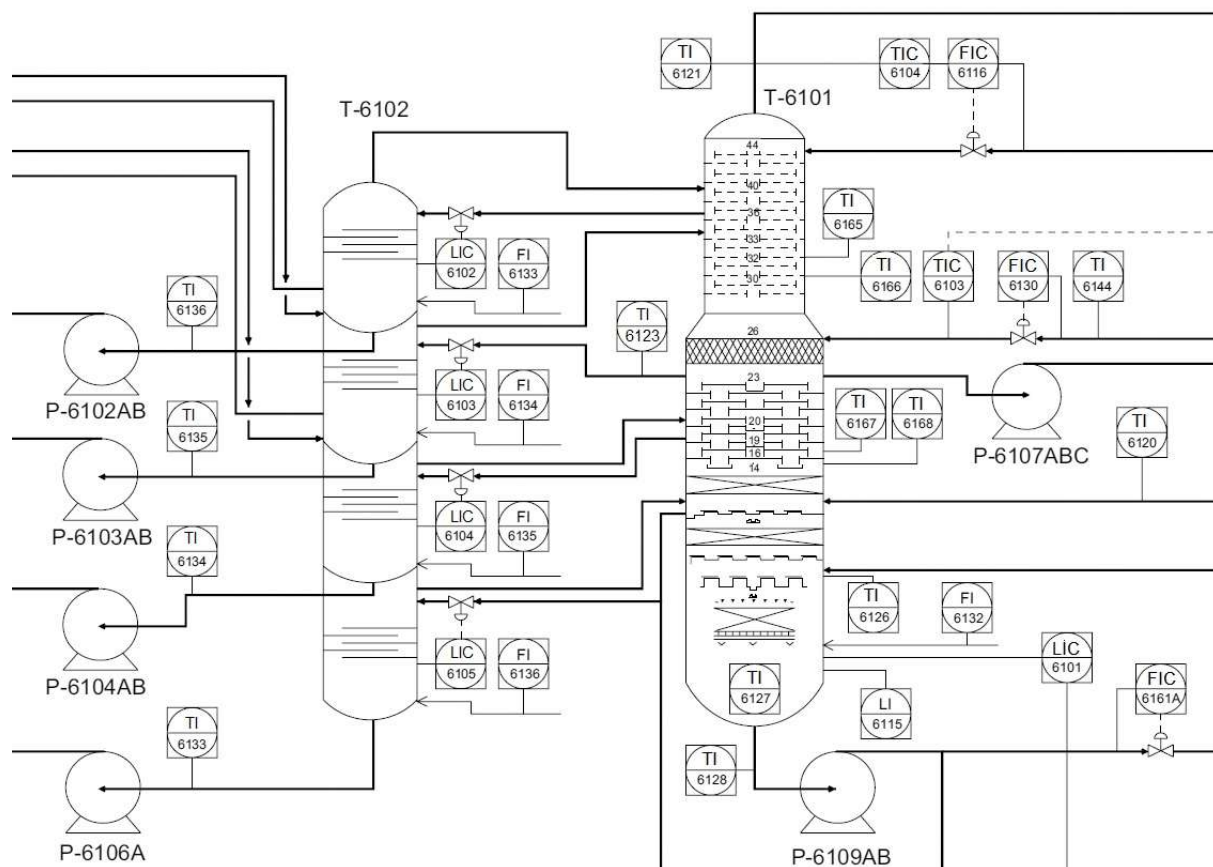 TI
6121
TIC
6104
FIC
6116
T-6102
T-6101
44
40
36
33
32
30
TI
6165
LIC
6102
FI
6133
TI
6166
TIC
6103
FIC
6130
TI
6144
TI
6136
TI
6123
26
P-6102AB
LIC
6103
FI
6134
23
20
19
16
14
TI
6167
TI
6168
P-6107ABC
TI
6120
TI
6135
P-6103AB
LIC
6104
FI
6135
TI
6134
TI
6126
FI
6132
P-6104AB
LIC
6105
FI
6136
LIC
6101
TI
6127
LI
6115
FIC
6161A
TI
6133
TI
6128
P-6106A
P-6109AB